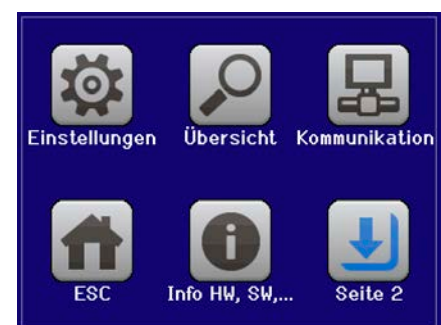 Einstellungen Übersicht Kommunikation
ESC Info HW, SW,... Seite 2